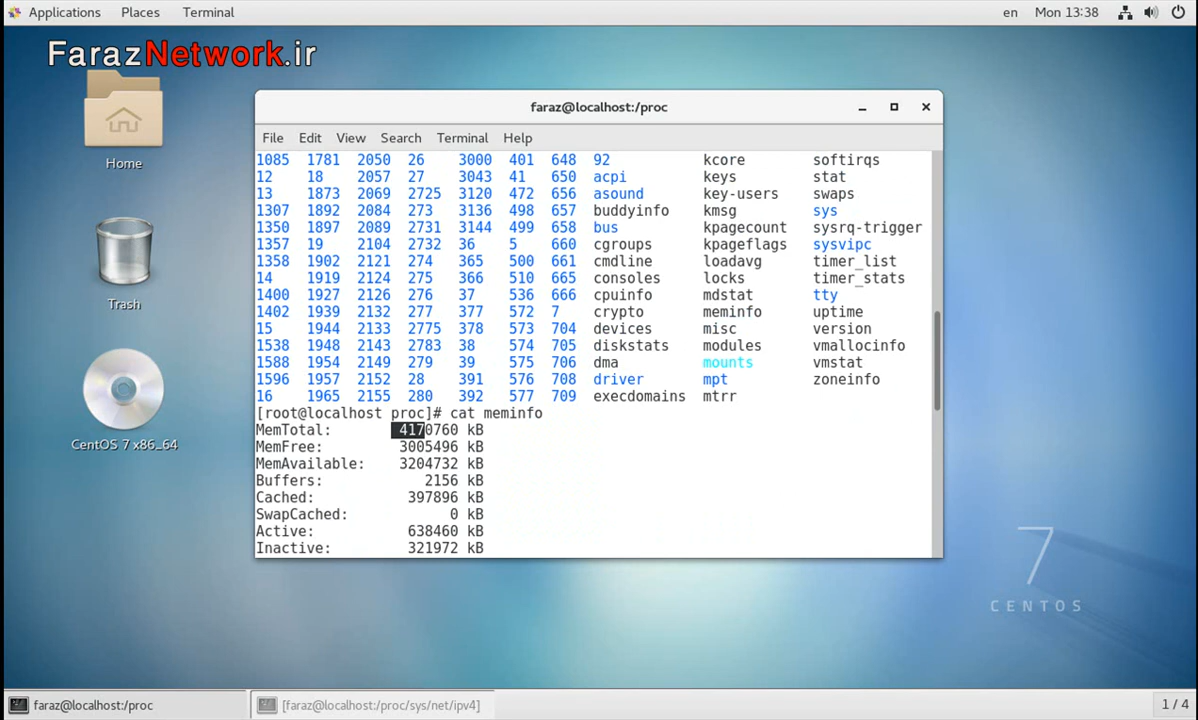 Applications Places Terminal en Mon 13:38
FarazNetwork.ir
Home
Trash
CentOS 7 x86_64
faraz@localhost:/proc
File Edit View Search Terminal Help
1085 1781 2050 26 3000 401 648 92 kcore softirqs
12 18 2057 27 3043 41 650 acpi keys stat
13 1873 2069 2725 3120 472 656 asound key-users swaps
1307 1892 2084 273 3136 498 657 buddyinfo kmsg sys
1350 1897 2089 2731 3144 499 658 bus kpagecount sysrq-trigger
1357 19 2104 2732 36 5 660 cgroups kpageflags sysvipc
1358 1902 2121 274 365 500 661 cmdline loadavg timer_list
14 1919 2124 275 366 510 665 consoles locks timer_stats
1400 1927 2126 276 37 536 666 cpuinfo mdstat tty
1402 1939 2132 277 377 572 7 crypto meminfo uptime
15 1944 2133 2775 378 573 704 devices misc version
1538 1948 2143 2783 38 574 705 diskstats modules vmallocinfo
1588 1954 2149 279 39 575 706 dma mounts vmstat
1596 1957 2152 28 391 576 708 driver mpt zoneinfo
16 1965 2155 280 392 577 709 execdomains mtrr
[root@localhost proc]# cat meminfo
MemTotal: 4170760 kB
MemFree: 3005496 kB
MemAvailable: 3204732 kB
Buffers: 2156 kB
Cached: 397896 kB
SwapCached: 0 kB
Active: 638460 kB
Inactive: 321972 kB
7
CENTOS
faraz@localhost:/proc [faraz@localhost:/proc/sys/net/ipv4] 1 / 4